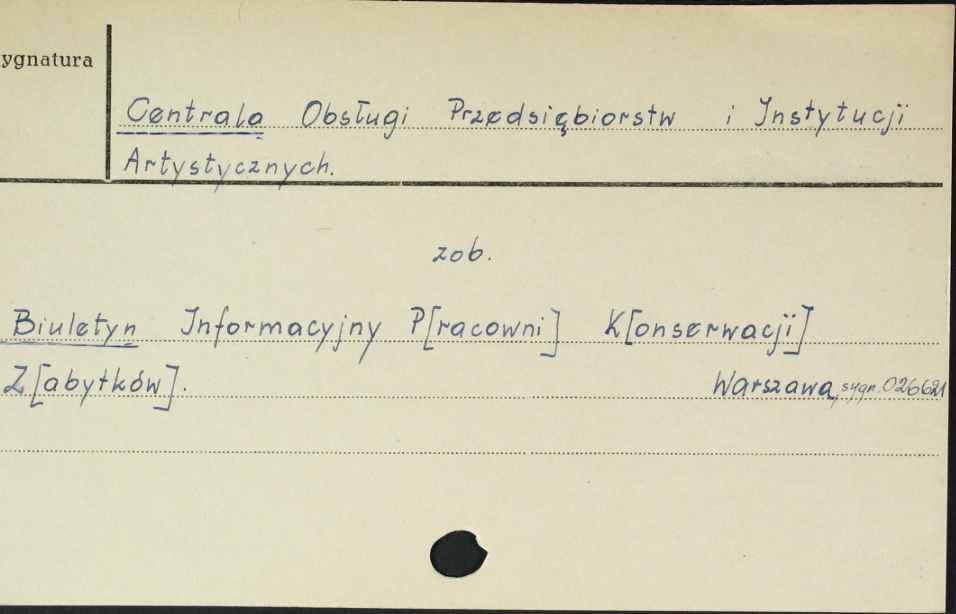 ygnatura
Centrala Obsługi Przedsiębiorstw i Instytucji
Artystycznych.
zob.
Biuletyn Informacyjny P[racowni] K[onserwacji]
Z[abytków]. Warszawa, sygn. 026621